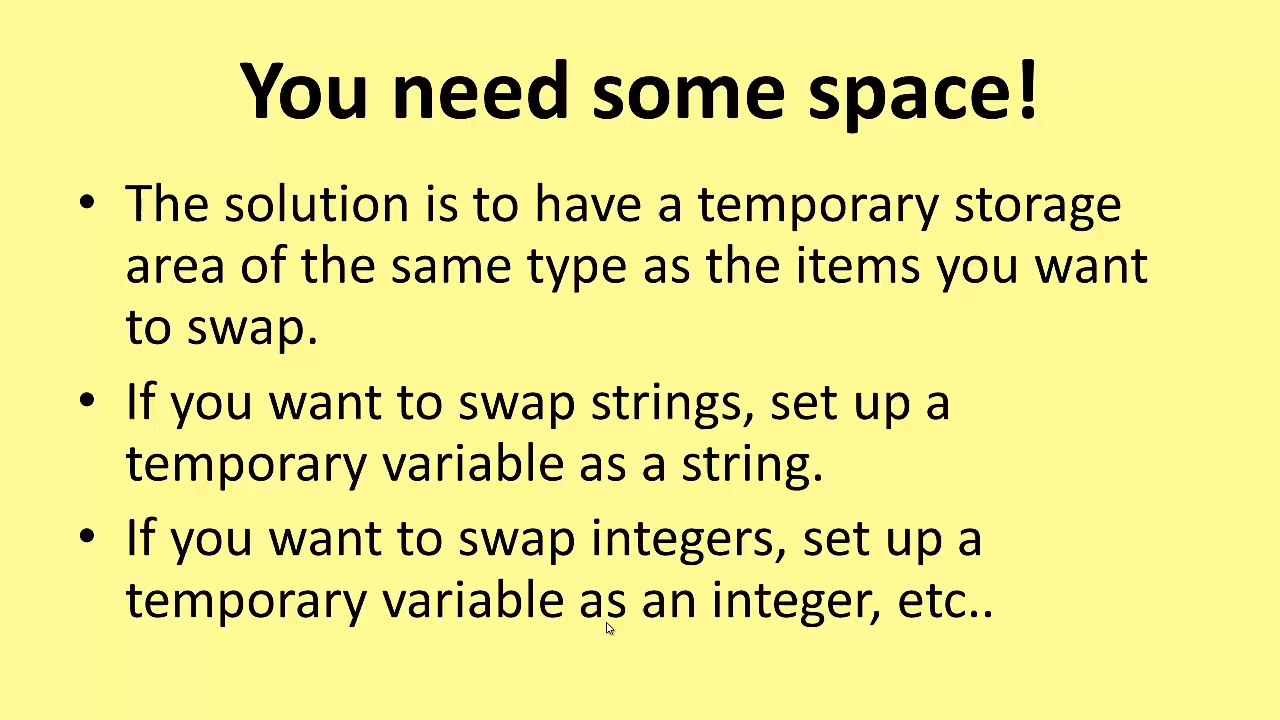 You need some space!
• The solution is to have a temporary storage
area of the same type as the items you want
to swap.
• If you want to swap strings, set up a
temporary variable as a string.
• If you want to swap integers, set up a
temporary variable as an integer, etc..